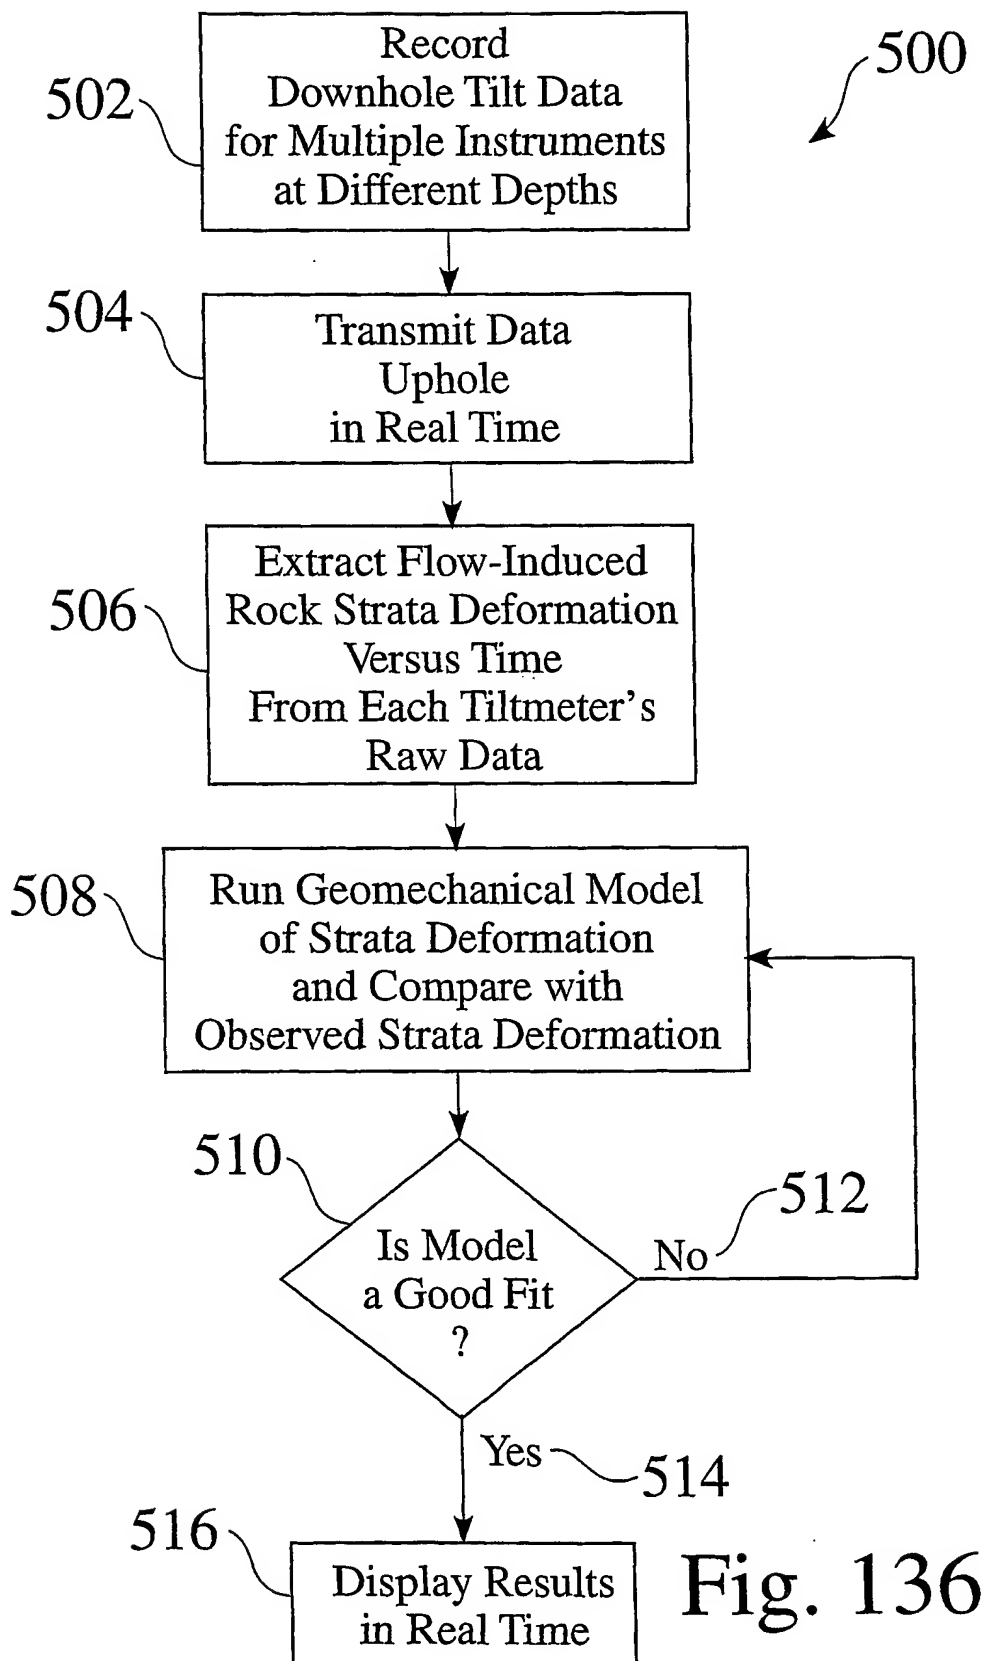 500
502
Record
Downhole Tilt Data
for Multiple Instruments
at Different Depths
504
Transmit Data
Uphole
in Real Time
506
Extract Flow-Induced
Rock Strata Deformation
Versus Time
From Each Tiltmeter's
Raw Data
508
Run Geomechanical Model
of Strata Deformation
and Compare with
Observed Strata Deformation
510
Is Model
a Good Fit
?
No
512
Yes
514
516
Display Results
in Real Time
Fig. 136